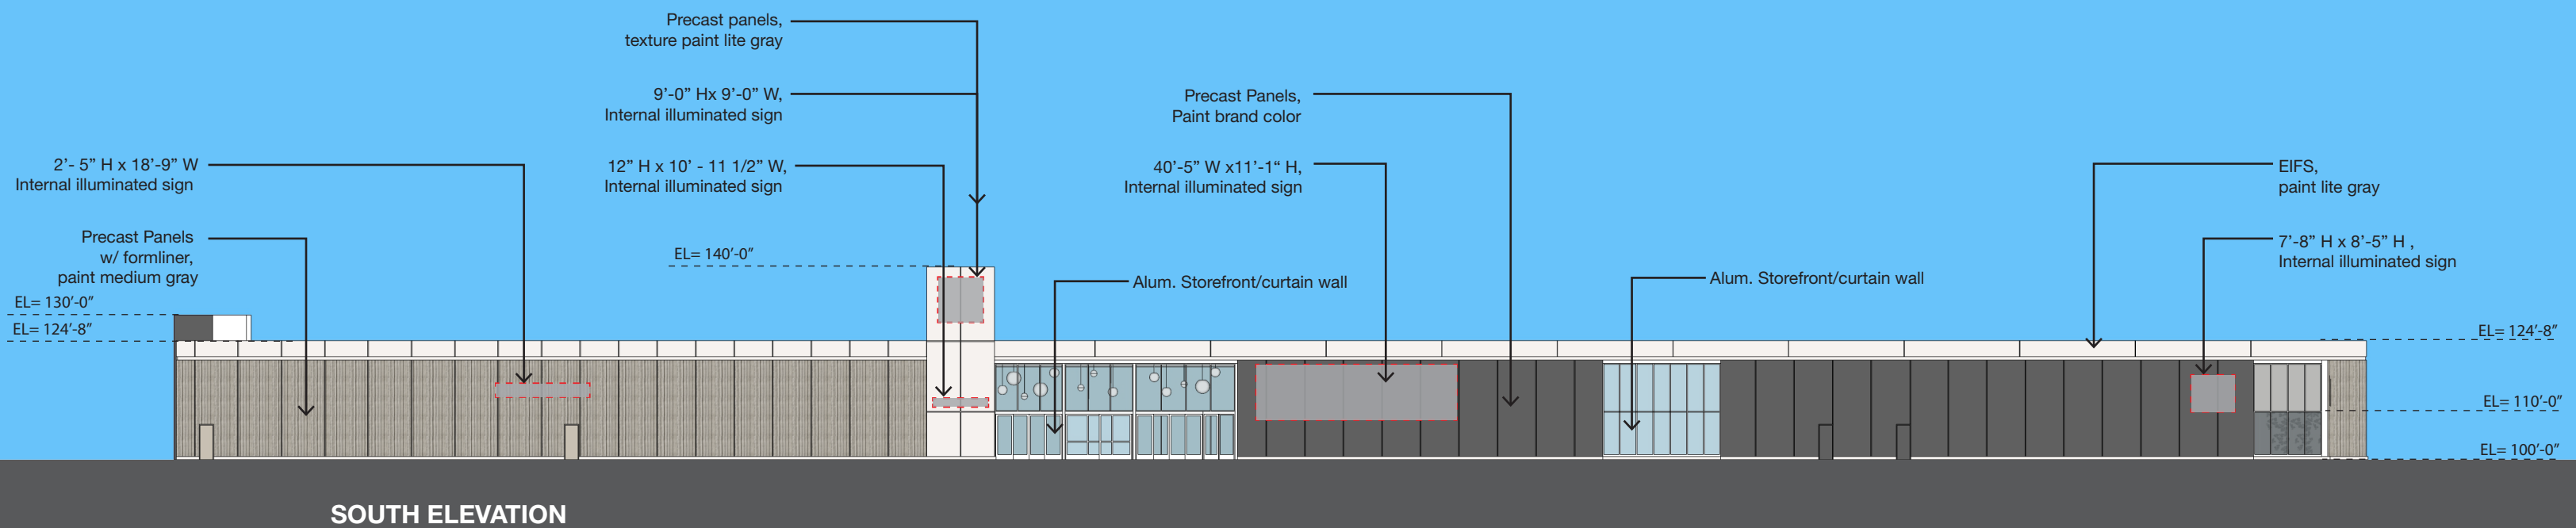 Precast panels,
texture paint lite gray
9’-0” Hx 9’-0” W,
Internal illuminated sign
12” H x 10’ - 11 1/2” W,
Internal illuminated sign
2’- 5” H x 18’-9” W
Internal illuminated sign
Precast Panels
w/ formliner,
paint medium gray
EL= 130’-0”
EL= 124’-8”
EL= 140’-0”
Alum. Storefront/curtain wall
Precast Panels,
Paint brand color
40’-5” W x11’-1“ H,
Internal illuminated sign
Alum. Storefront/curtain wall
EIFS,
paint lite gray
7’-8” H x 8’-5” H ,
Internal illuminated sign
EL= 124’-8”
EL= 110’-0”
EL= 100’-0”
SOUTH ELEVATION